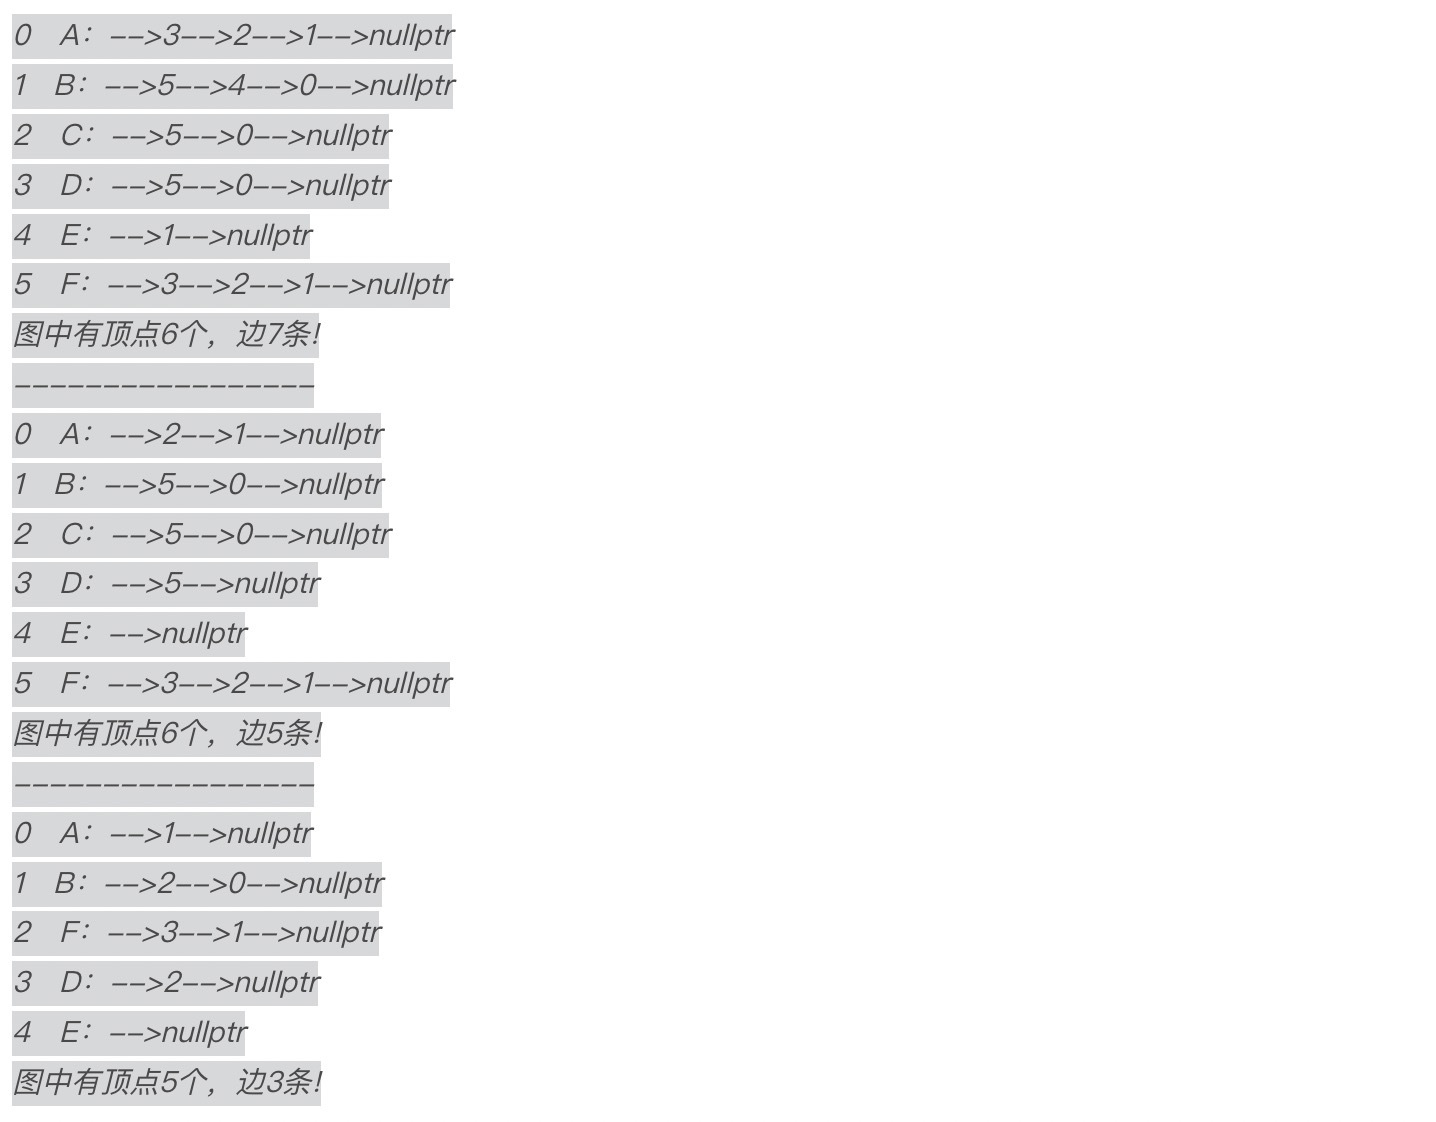 0   A：-->3-->2-->1-->nullptr
1   B：-->5-->4-->0-->nullptr
2   C：-->5-->0-->nullptr
3   D：-->5-->0-->nullptr
4   E：-->1-->nullptr
5   F：-->3-->2-->1-->nullptr
图中有顶点6个，边7条!
-----------------
0   A：-->2-->1-->nullptr
1   B：-->5-->0-->nullptr
2   C：-->5-->0-->nullptr
3   D：-->5-->nullptr
4   E：-->nullptr
5   F：-->3-->2-->1-->nullptr
图中有顶点6个，边5条!
-----------------
0   A：-->1-->nullptr
1   B：-->2-->0-->nullptr
2   F：-->3-->1-->nullptr
3   D：-->2-->nullptr
4   E：-->nullptr
图中有顶点5个，边3条!